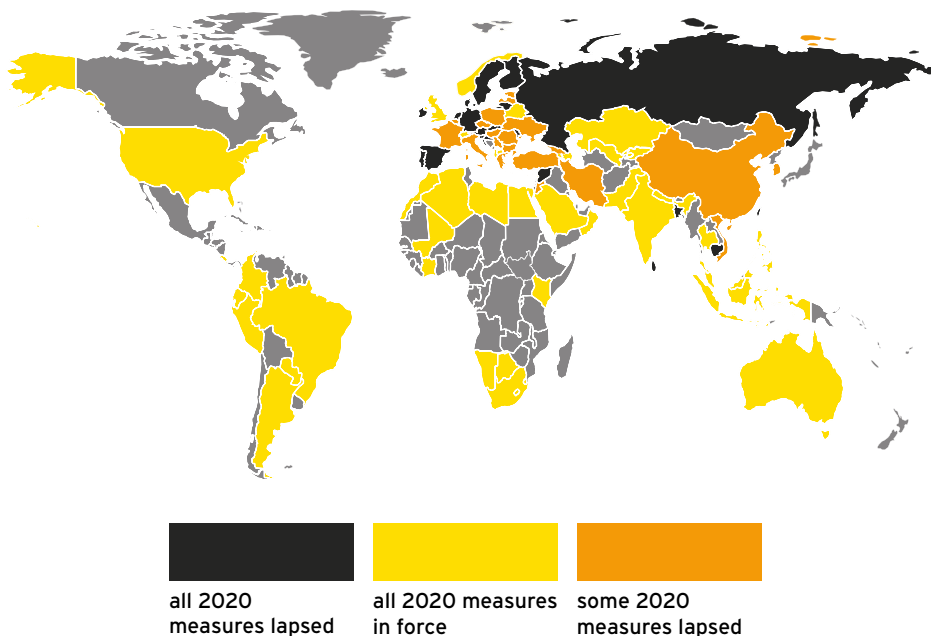 all 2020
measures lapsed
all 2020 measures
in force
some 2020
measures lapsed